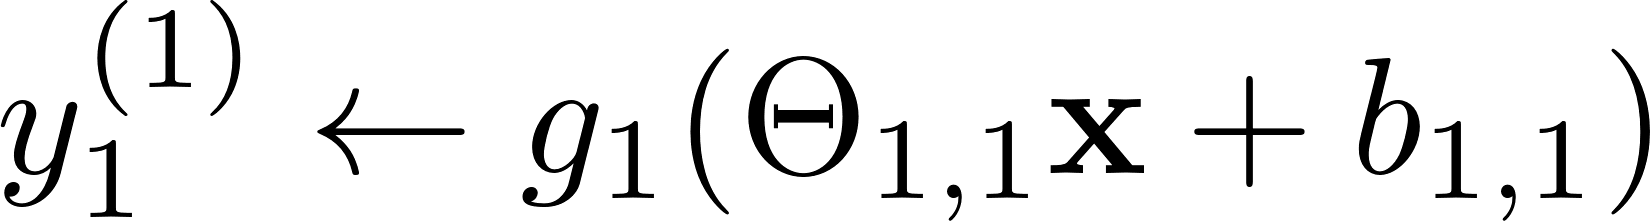 y_1^{(1)} ← g_1(Θ_{1,1}𝐱 + b_{1,1})